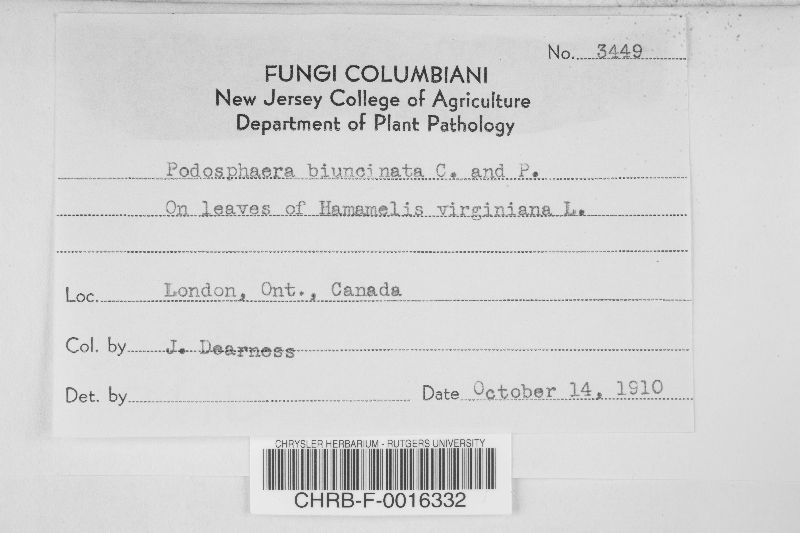 No. 3449
FUNGI COLUMBIANI
New Jersey College of Agriculture
Department of Plant Pathology
Podosphaera biuncinata C. and P.
On leaves of Hamamelis virginiana L.
Loc. London, Ont., Canada
Col. by J. Dearness
Det. by Date October 14, 1910
CHRYSLER HERBARIUM - RUTGERS UNIVERSITY
CHRB-F-0016332